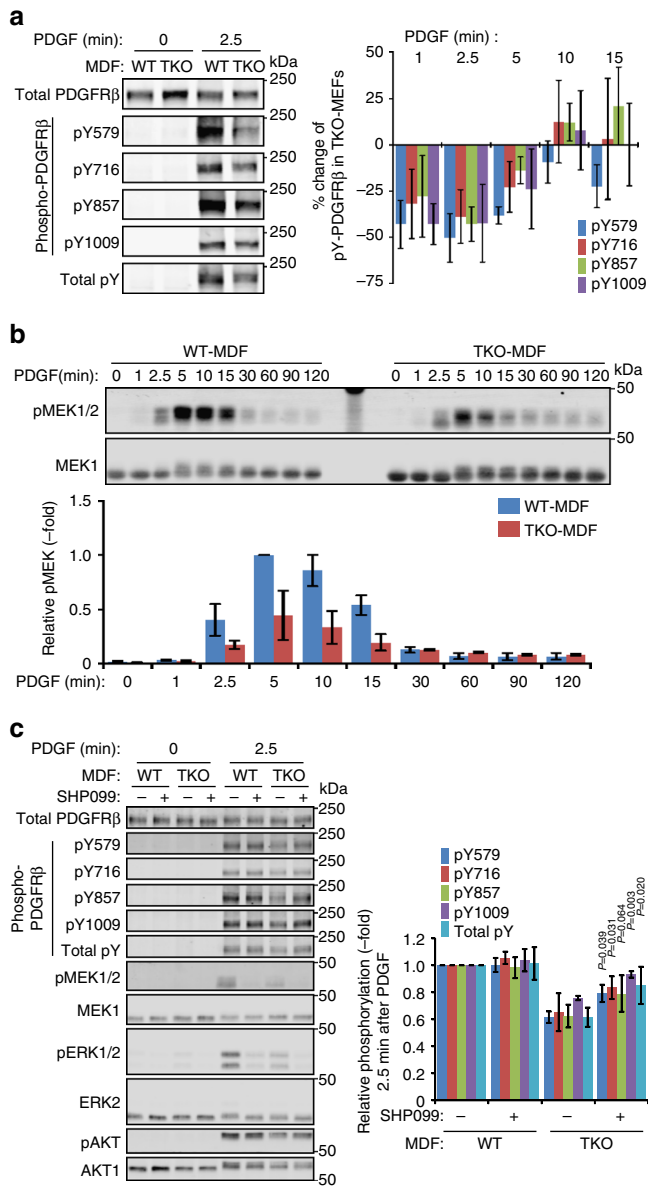 a
PDGF (min): 0 2.5
MDF: WT TKO WT TKO kDa
250
Total PDGFRβ
250
Phospho-PDGFRβ
pY579
250
pY716
250
pY857
250
pY1009
250
Total pY
PDGF (min) :
1 2.5 5 10 15
50
25
0
−25
−50
−75
% change of
pY-PDGFRβ in TKO-MEFs
pY579
pY716
pY857
pY1009
b
WT-MDF TKO-MDF
PDGF(min): 0 1 2.5 5 10 15 30 60 90 120 0 1 2.5 5 10 15 30 60 90 120 kDa
50
pMEK1/2
50
MEK1
Relative pMEK (−fold)
1.5
1.0
0.5
0
WT-MDF
TKO-MDF
PDGF (min): 0 1 2.5 5 10 15 30 60 90 120
c
PDGF (min): 0 2.5
MDF: WT TKO WT TKO
SHP099: − + − + − + − + kDa
250
Total PDGFRβ
250
Phospho-
PDGFRβ
pY579
250
pY716
250
pY857
250
pY1009
250
Total pY
pMEK1/2
50
MEK1
50
pERK1/2
50
ERK2
50
pAKT
AKT1
50
pY579
pY716
pY857
pY1009
Total pY
P=0.039
P=0.031
P=0.064
P=0.003
P=0.020
Relative phosphorylation (−fold)
2.5 min after PDGF
1.2
1.0
0.8
0.6
0.4
0.2
0
SHP099: − + − +
MDF: WT TKO